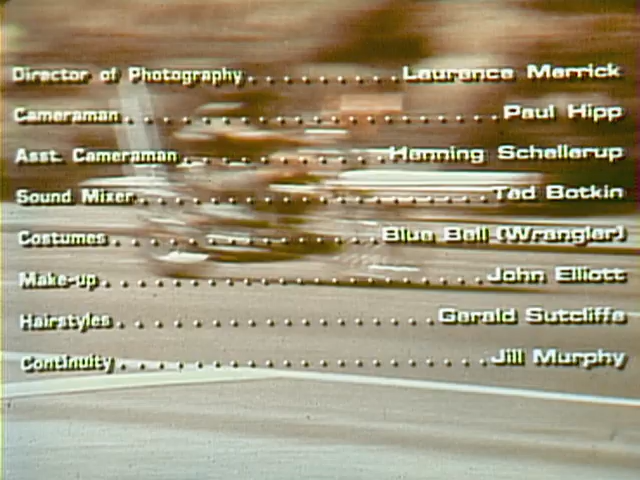 Director of Photography . . . . . . . . . . Laurence Merrick
Cameraman . . . . . . . . . . . . . . . . . . . . . . . . Paul Hipp
Asst. Cameraman . . . . . . . . . . . . . Henning Schellerup
Sound Mixer . . . . . . . . . . . . . . . . . . . . . . . Ted Botkin
Costumes . . . . . . . . . . . . . . . . . . Blue Bell (Wrangler)
Make-up . . . . . . . . . . . . . . . . . . . . . . . . . John Elliott
Hairstyles . . . . . . . . . . . . . . . . . . . . . Gerald Sutcliffe
Continuity . . . . . . . . . . . . . . . . . . . . . . . . Jill Murphy